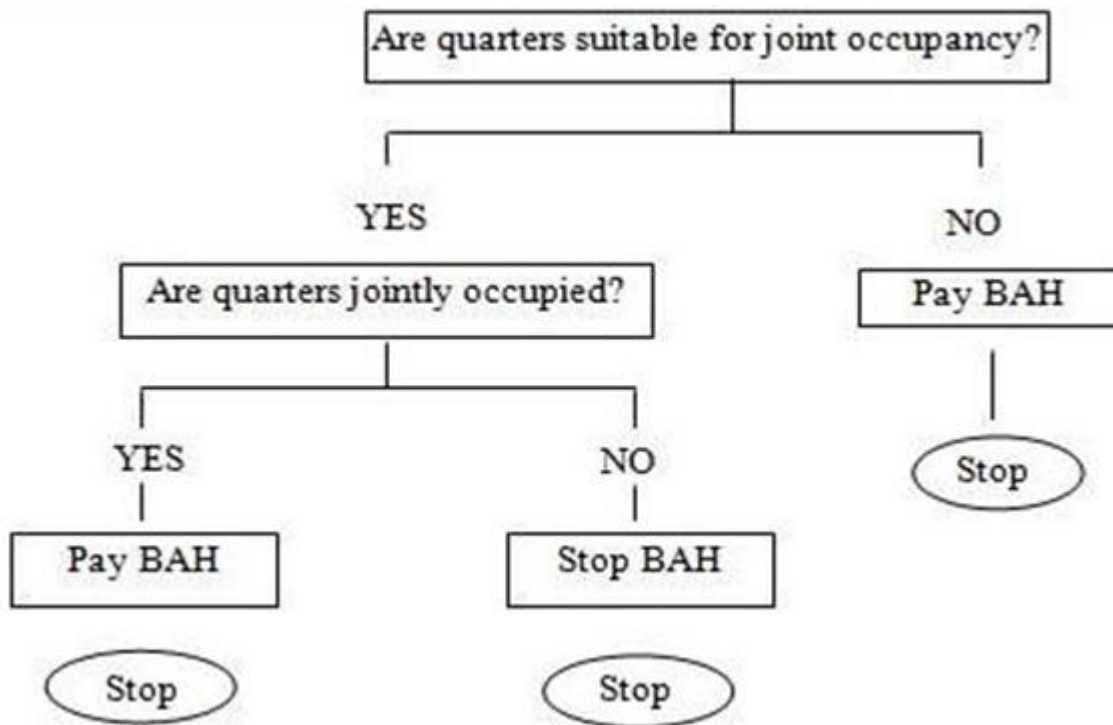 Are quarters suitable for joint occupancy?
YES
NO
Are quarters jointly occupied?
Pay BAH
YES
NO
Stop
Pay BAH
Stop BAH
Stop
Stop